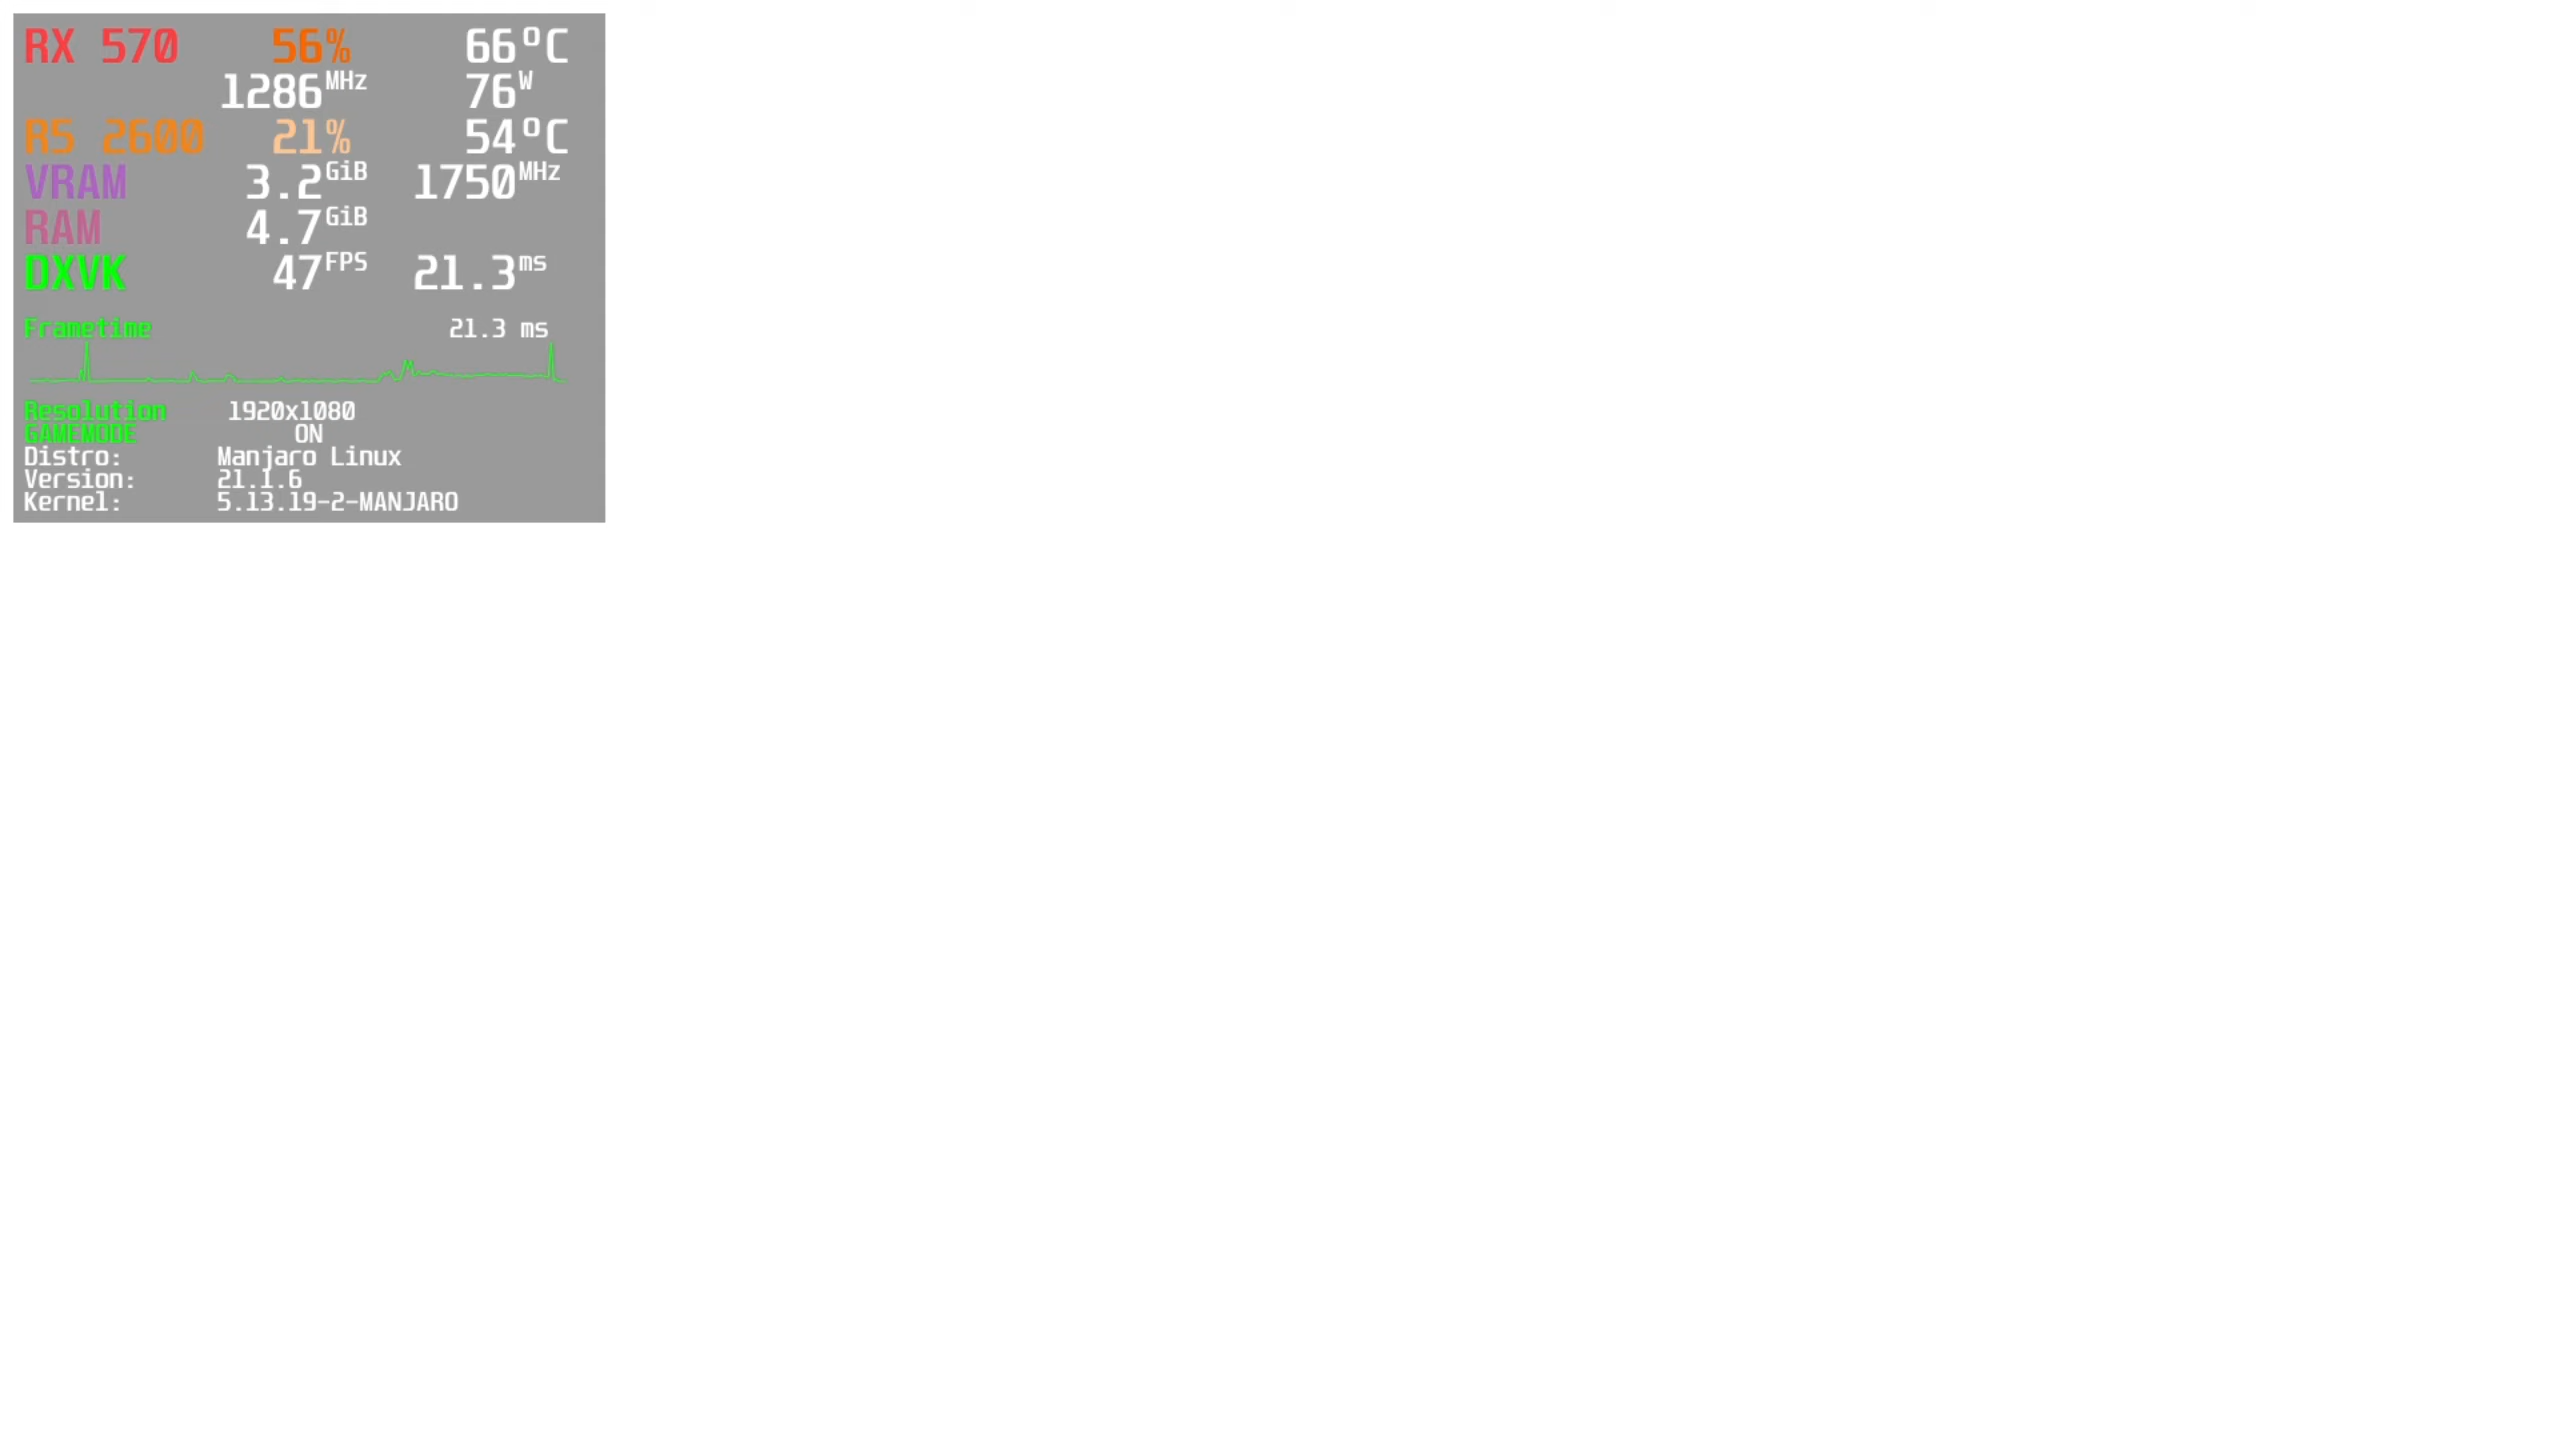 RX 570 56% 66°C
1286MHz 76W
R5 2600 21% 54°C
VRAM 3.2GiB 1750MHz
RAM 4.7GiB
DXVK 47FPS 21.3ms
Frametime 21.3 ms
Resolution 1920x1080
GAMEMODE ON
Distro: Manjaro Linux
Version: 21.1.6
Kernel: 5.13.19-2-MANJARO